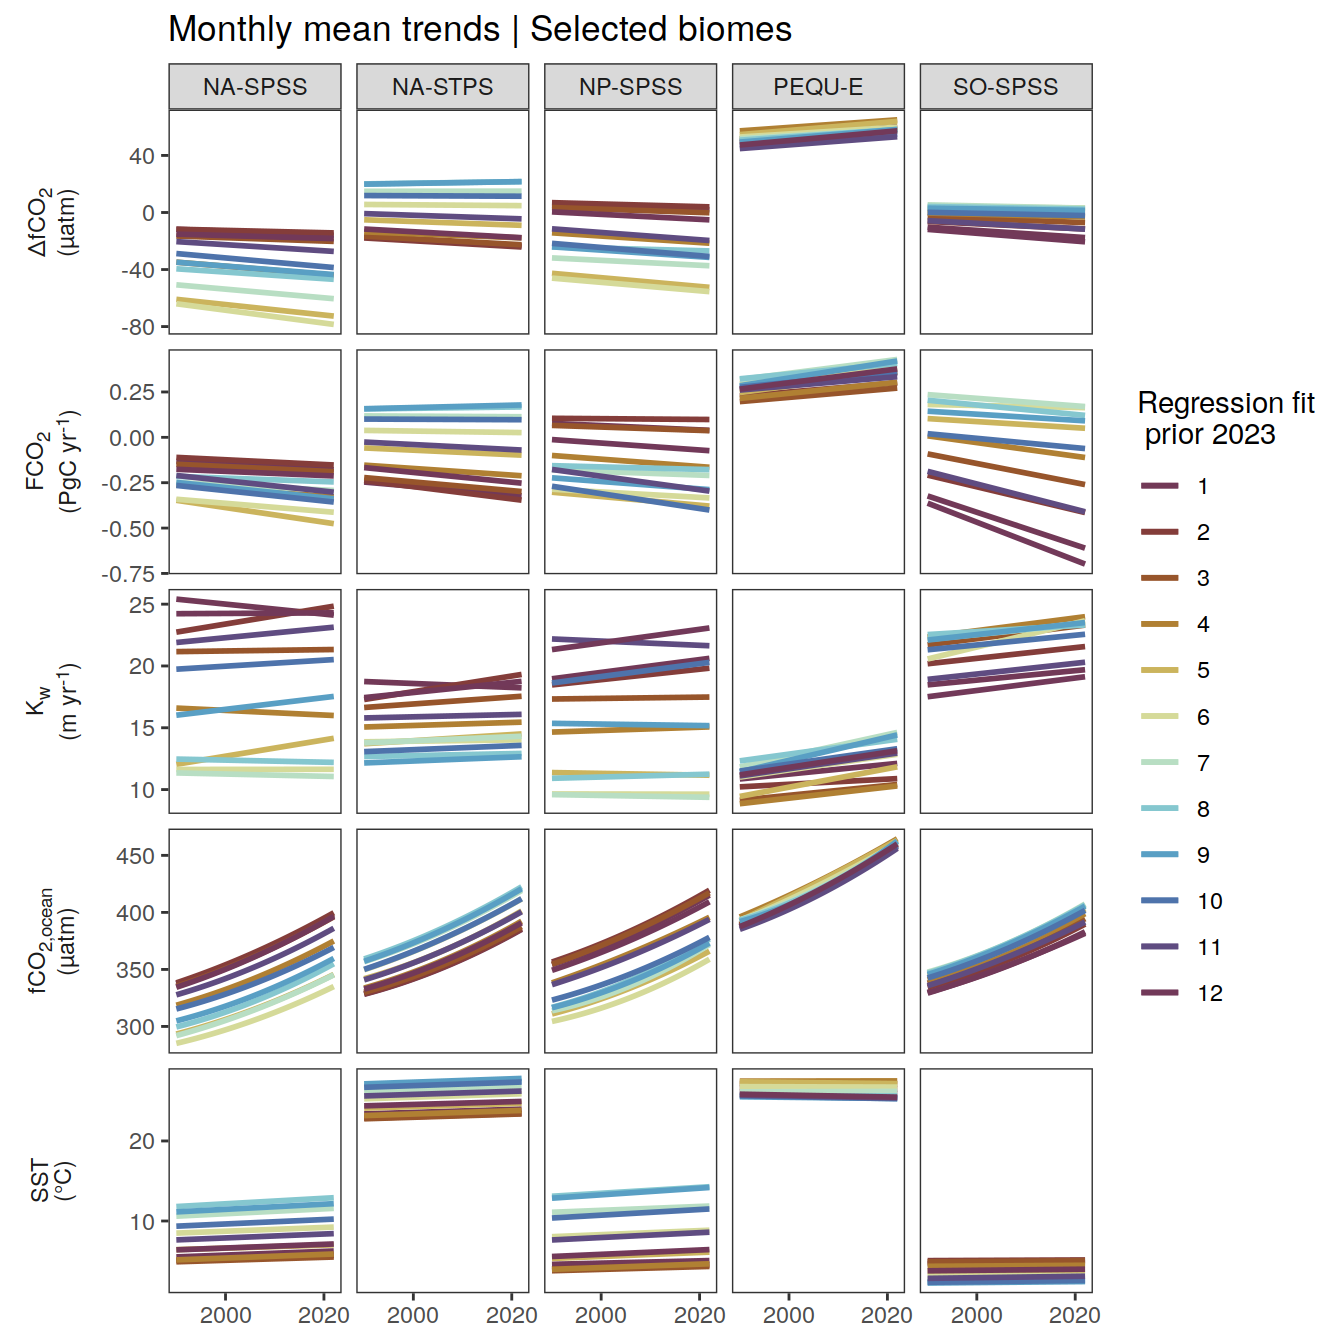 Monthly mean trends | Selected biomes
NA-SPSS NA-STPS NP-SPSS PEQU-E SO-SPSS
ΔfCO₂
(µatm)
40
0
-40
-80
FCO₂
(PgC yr⁻¹)
0.25
0.00
-0.25
-0.50
-0.75
Kw
(m yr⁻¹)
25
20
15
10
fCO₂,ocean
(µatm)
450
400
350
300
SST
(°C)
20
10
2000 2020 2000 2020 2000 2020 2000 2020 2000 2020
Regression fit
prior 2023
1
2
3
4
5
6
7
8
9
10
11
12